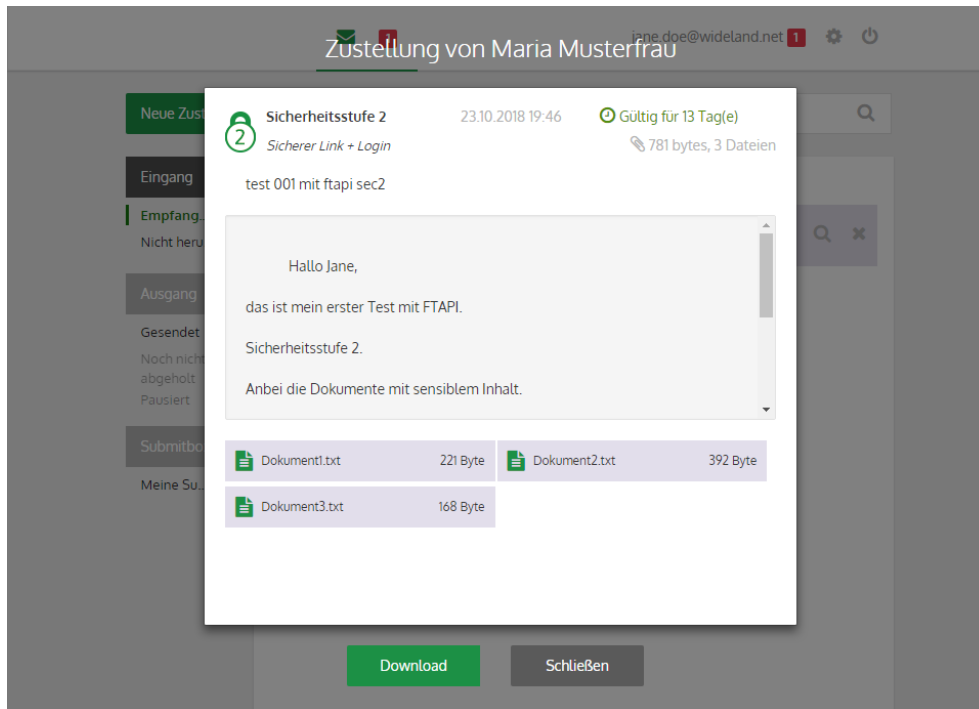 1
Zustellung von Maria Musterfrau
jane.doe@wideland.net 1
Neue Zust
Sicherheitsstufe 2 23.10.2018 19:46 Gültig für 13 Tag(e)
2
Sicherer Link + Login 781 bytes, 3 Dateien
test 001 mit ftapi sec2
Eingang
Empfang..
Nicht heru
Ausgang
Gesendet
Noch nicht
abgeholt
Pausiert
Submitbo
Meine Su..
Hallo Jane,
das ist mein erster Test mit FTAPI.
Sicherheitsstufe 2.
Anbei die Dokumente mit sensiblem Inhalt.
Dokument1.txt 221 Byte Dokument2.txt 392 Byte
Dokument3.txt 168 Byte
Download Schließen